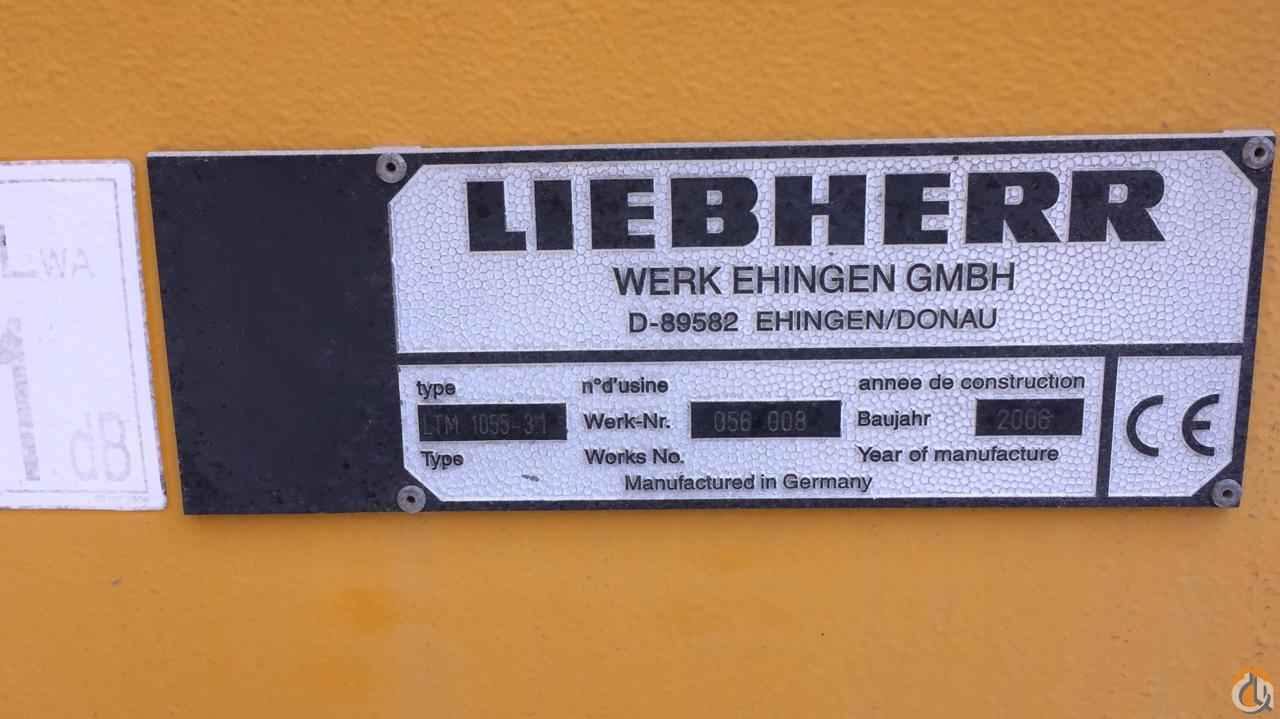 LIEBHERR
WERK EHINGEN GMBH
D-89582 EHINGEN/DONAU
type n°d'usine annee de construction
LTM 1055-3.1 Werk-Nr. 056 008 Baujahr 2006
Type Works No. Year of manufacture
Manufactured in Germany
CE
LWA
dB